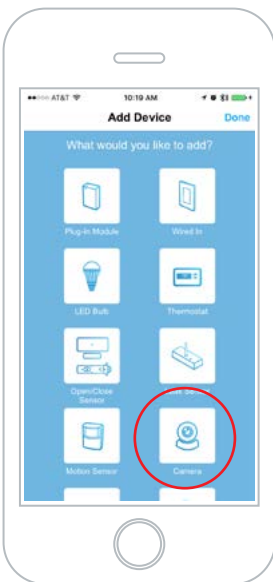 AT&T 10:19 AM
Add Device Done
What would you like to add?
Plug-in Module Wired In
LED Bulb Thermostat
Open/Close
Sensor
Motion Sensor Camera